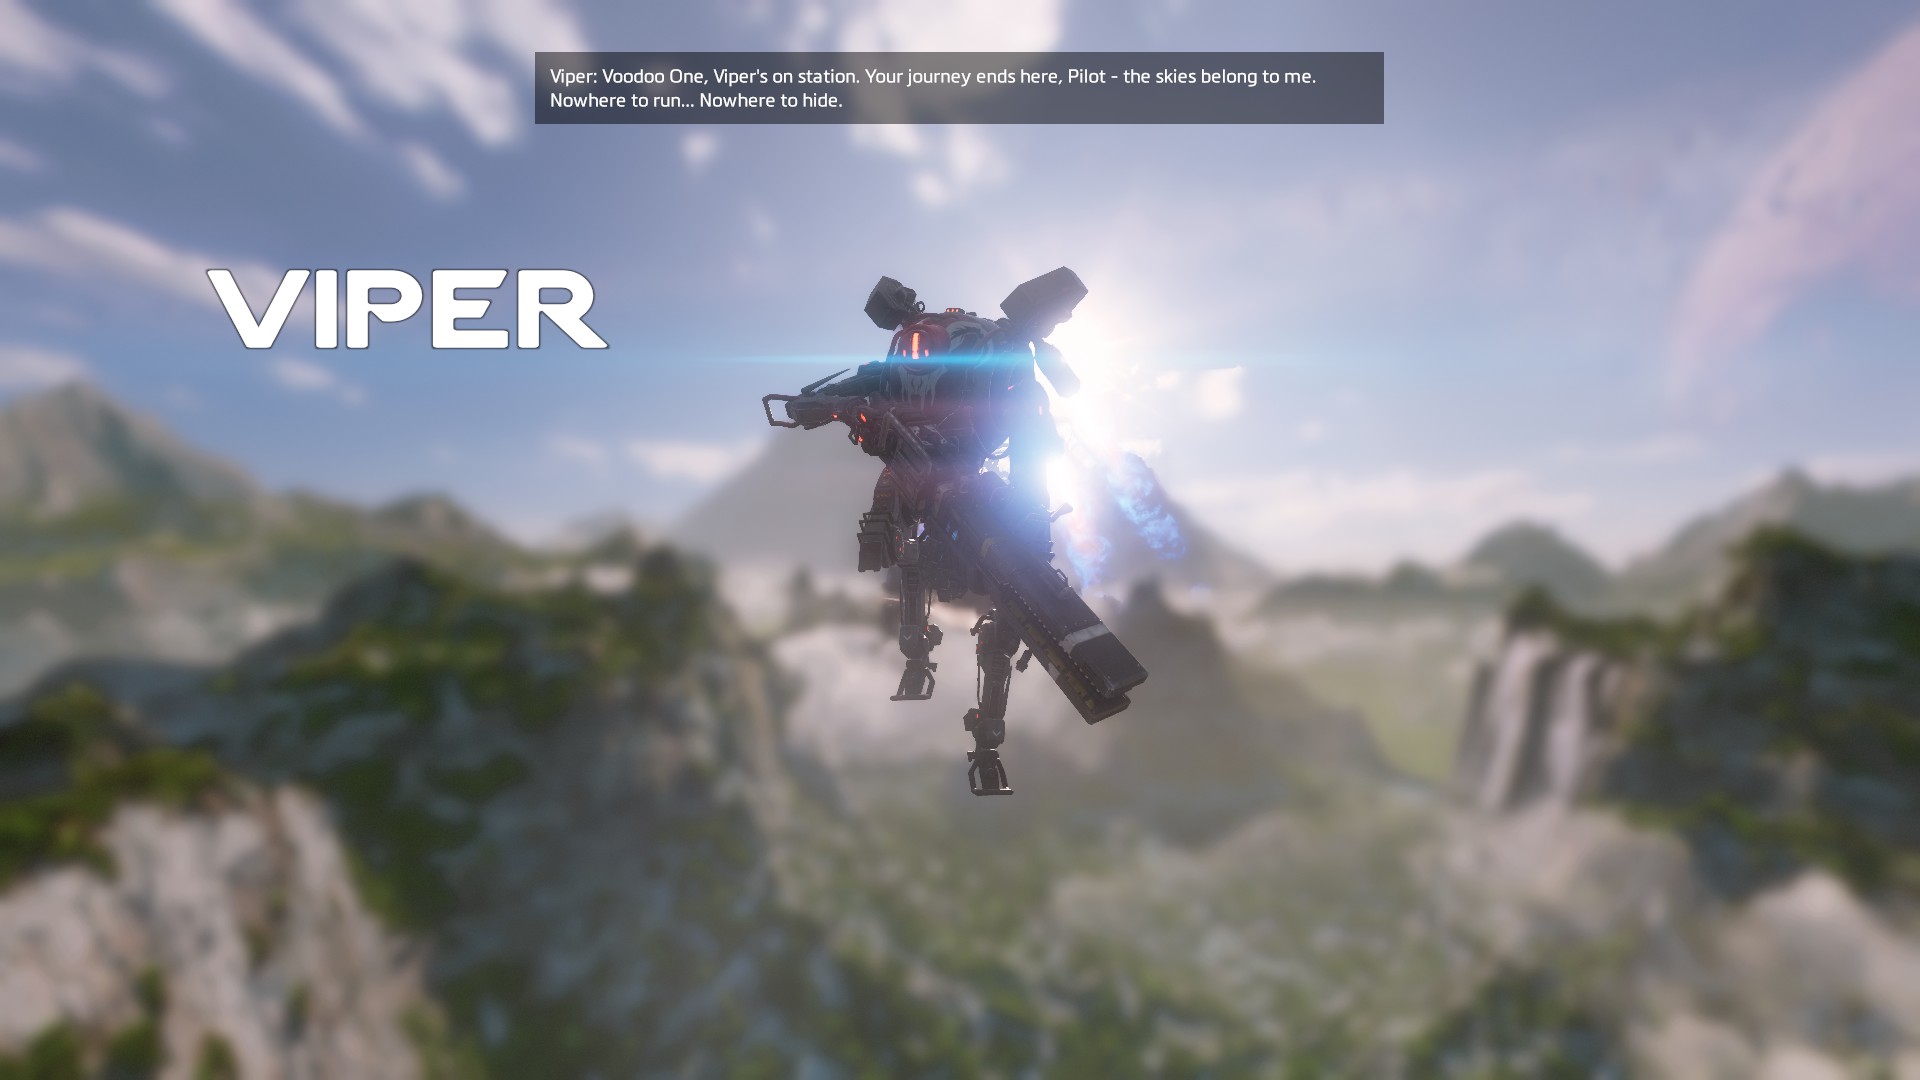 Viper: Voodoo One, Viper's on station. Your journey ends here, Pilot - the skies belong to me.
Nowhere to run... Nowhere to hide.
VIPER